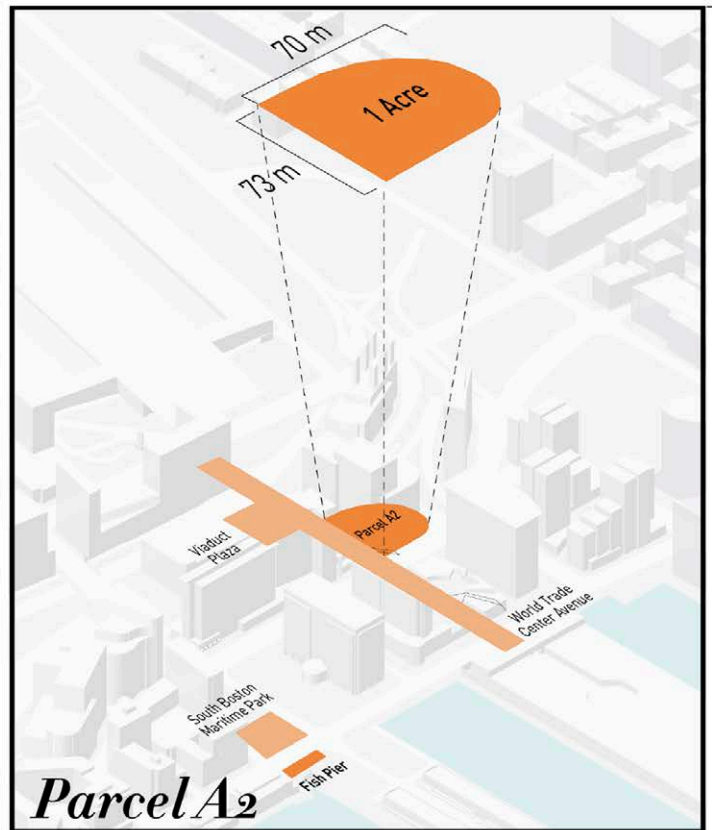 70 m
1 Acre
73 m
Parcel A2
Viaduct
Plaza
World Trade
Center Avenue
South Boston
Maritime Park
Fish Pier
Parcel A2